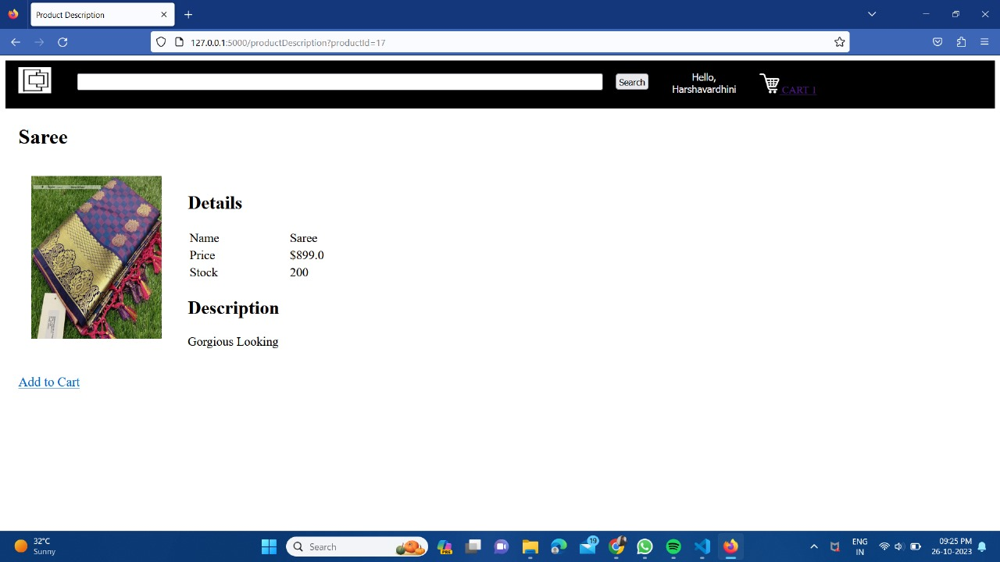 Product Description
127.0.0.1:5000/productDescription?productId=17
Search
Hello,
Harshavardhini
CART 1
Saree
Details
Name Saree
Price $899.0
Stock 200
Description
Gorgious Looking
Add to Cart
32°C
Sunny
Search
PRE
19
ENG
IN
09:25 PM
26-10-2023